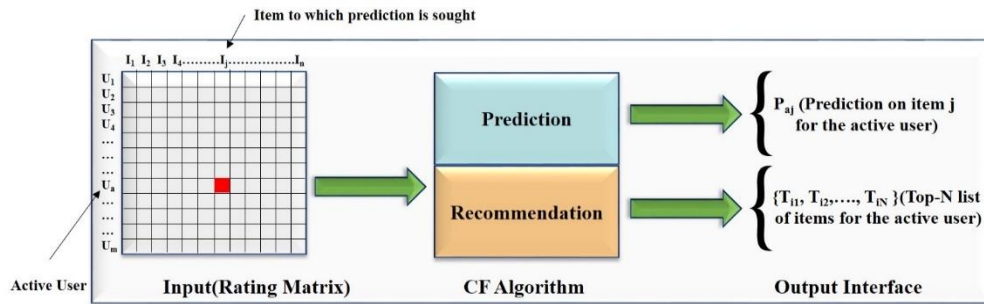 Item to which prediction is sought
I1 I2 I3 I4.........Ij................In
U1
U2
U3
U4
...
...
...
Ua
...
...
...
Um
Active User
Input(Rating Matrix)
Prediction
Recommendation
CF Algorithm
Paj (Prediction on item j
for the active user)
{Ti1, Ti2,...., TiN }(Top-N list
of items for the active user)
Output Interface